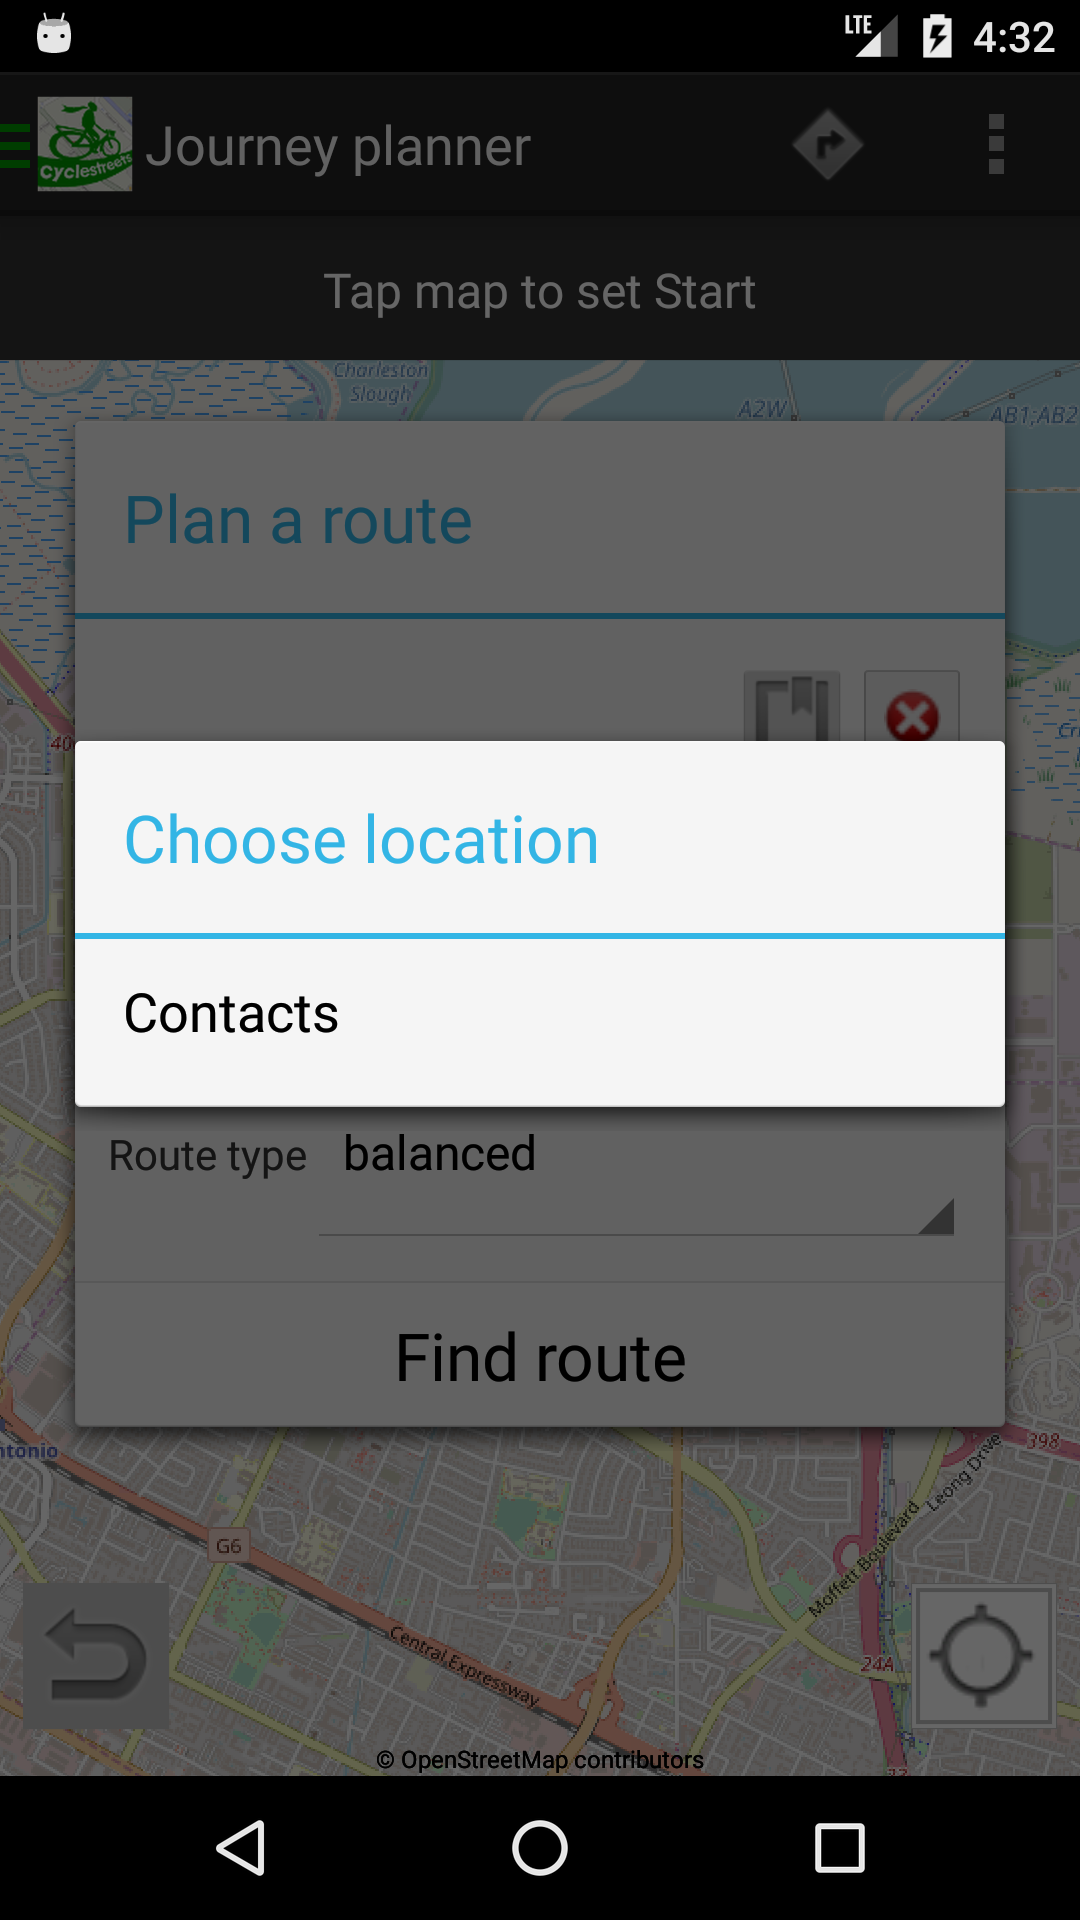 LTE
4:32
Cyclestreets
Journey planner
Tap map to set Start
Charleston
Slough
A2W
AB1;AB2
Plan a route
40
Choose location
Contacts
Route type
balanced
Find route
398
Leong Drive
ntonio
G6
Moffett Boulevard
Central Expressway
24A
© OpenStreetMap contributors